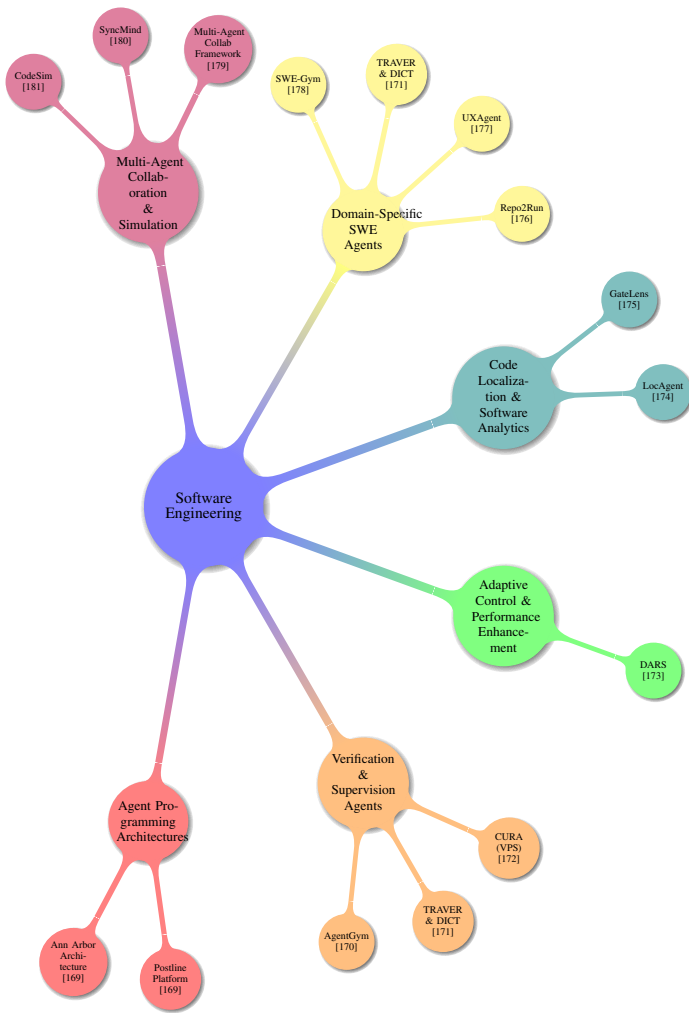 SyncMind
[180]
Multi-Agent
Collab
Framework
[179]
CodeSim
[181]
Multi-Agent
Collab-
oration
&
Simulation
TRAVER
& DICT
[171]
SWE-Gym
[178]
UXAgent
[177]
Repo2Run
[176]
Domain-Specific
SWE
Agents
GateLens
[175]
LocAgent
[174]
Code
Localiza-
tion &
Software
Analytics
Software
Engineering
Adaptive
Control &
Performance
Enhance-
ment
DARS
[173]
Verification
&
Supervision
Agents
CURA
(VPS)
[172]
TRAVER
& DICT
[171]
AgentGym
[170]
Agent Pro-
gramming
Architectures
Ann Arbor
Archi-
tecture
[169]
Postline
Platform
[169]